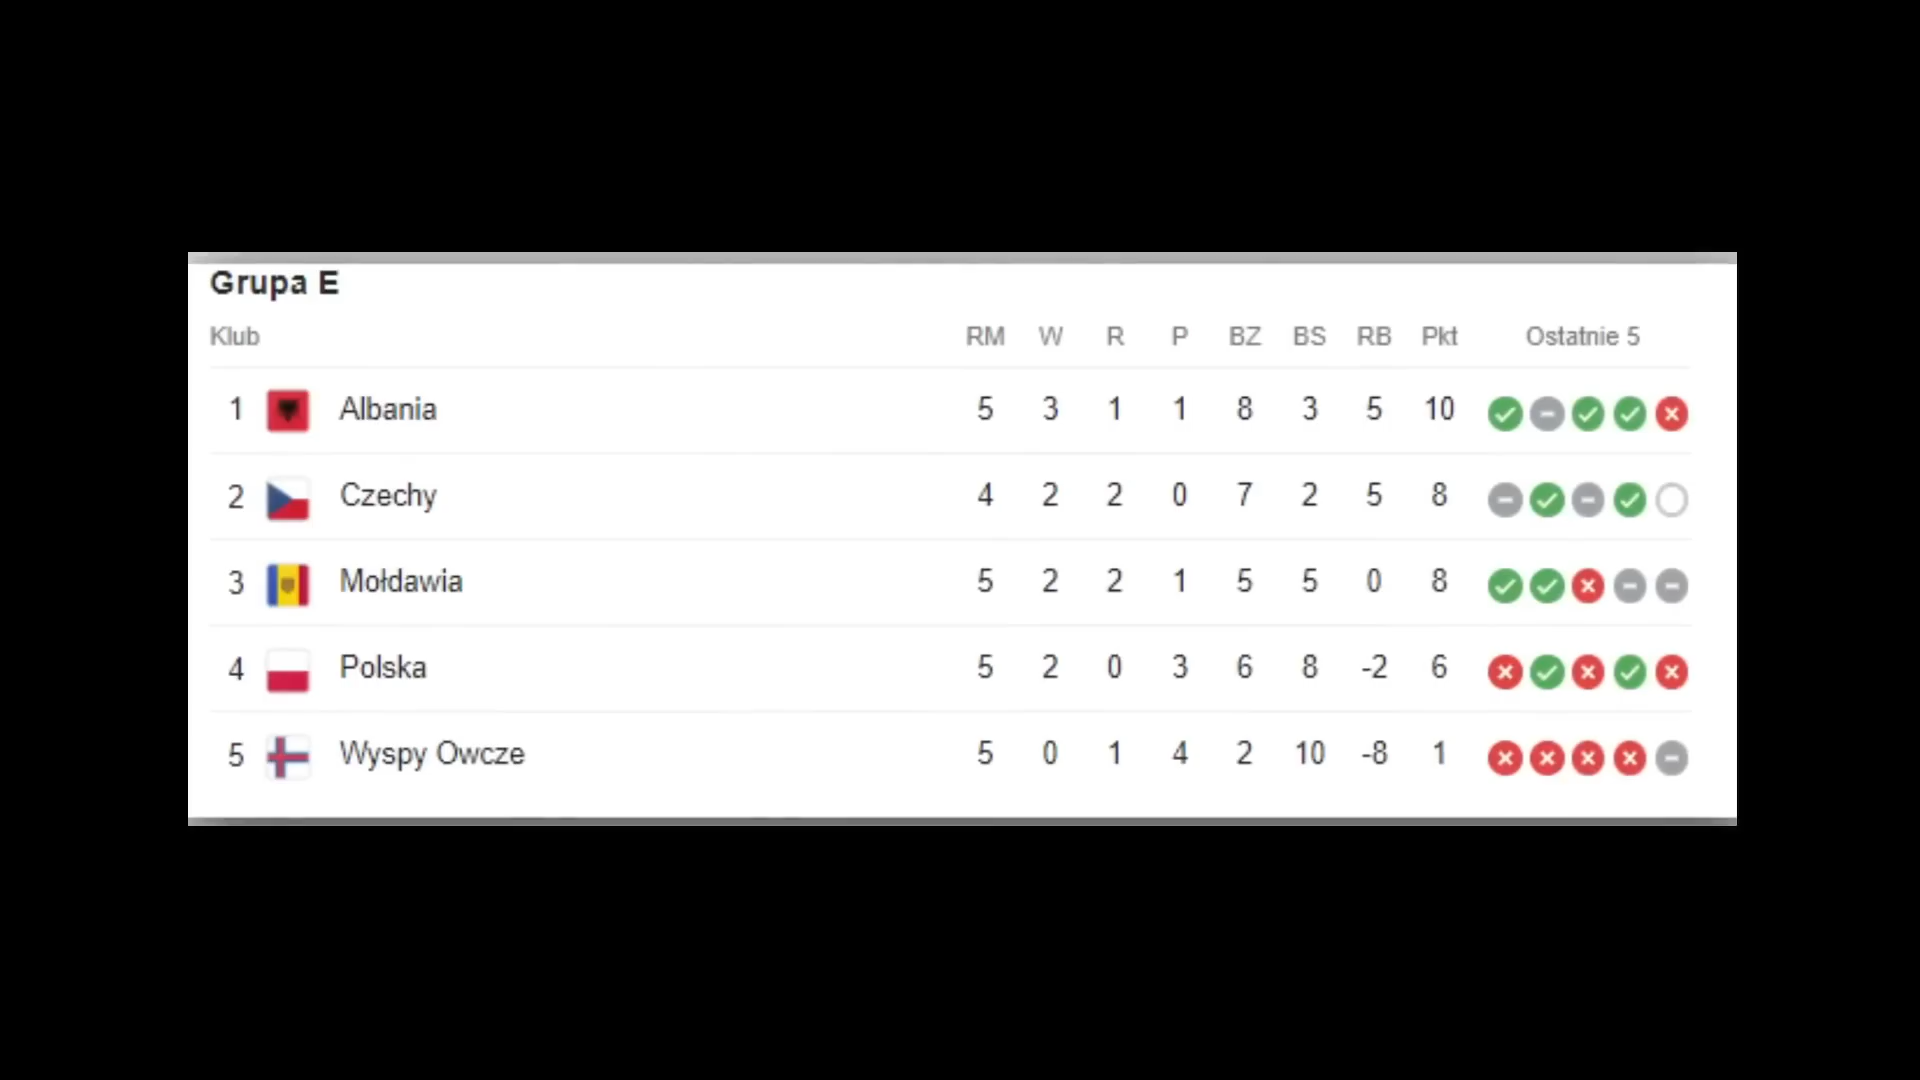 Grupa E
Klub RM W R P BZ BS RB Pkt Ostatnie 5
1 Albania 5 3 1 1 8 3 5 10
2 Czechy 4 2 2 0 7 2 5 8
3 Mołdawia 5 2 2 1 5 5 0 8
4 Polska 5 2 0 3 6 8 -2 6
5 Wyspy Owcze 5 0 1 4 2 10 -8 1